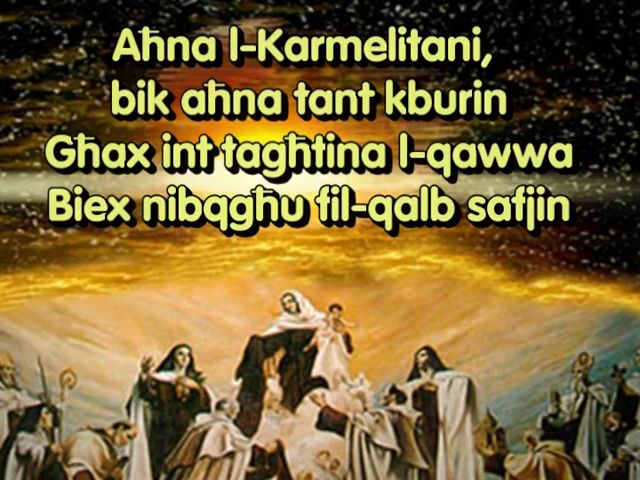 Aħna l-Karmelitani,
bik aħna tant kburin
Għax int tagħtina l-qawwa
Biex nibqgħu fil-qalb safjin